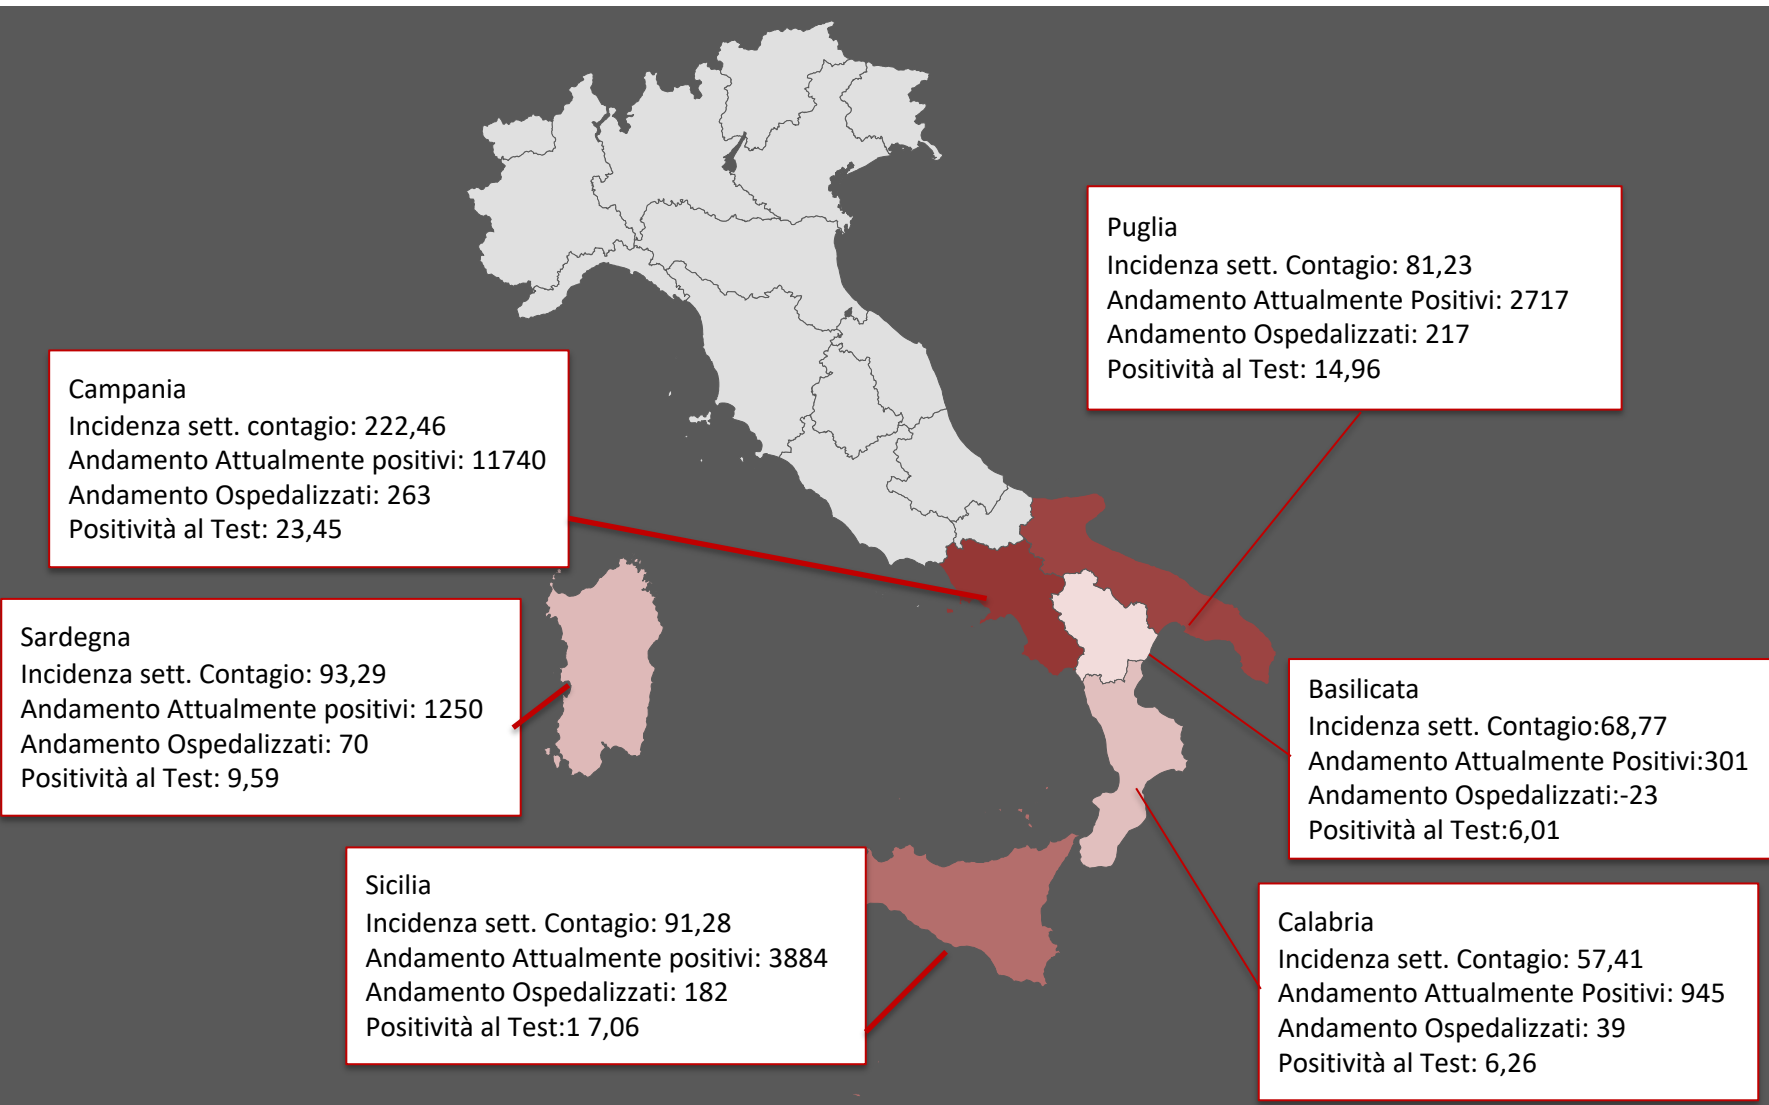 Puglia
Incidenza sett. Contagio: 81,23
Andamento Attualmente Positivi: 2717
Andamento Ospedalizzati: 217
Positività al Test: 14,96
Campania
Incidenza sett. contagio: 222,46
Andamento Attualmente positivi: 11740
Andamento Ospedalizzati: 263
Positività al Test: 23,45
Sardegna
Incidenza sett. Contagio: 93,29
Andamento Attualmente positivi: 1250
Andamento Ospedalizzati: 70
Positività al Test: 9,59
Basilicata
Incidenza sett. Contagio:68,77
Andamento Attualmente Positivi:301
Andamento Ospedalizzati:-23
Positività al Test:6,01
Sicilia
Incidenza sett. Contagio: 91,28
Andamento Attualmente positivi: 3884
Andamento Ospedalizzati: 182
Positività al Test:1 7,06
Calabria
Incidenza sett. Contagio: 57,41
Andamento Attualmente Positivi: 945
Andamento Ospedalizzati: 39
Positività al Test: 6,26